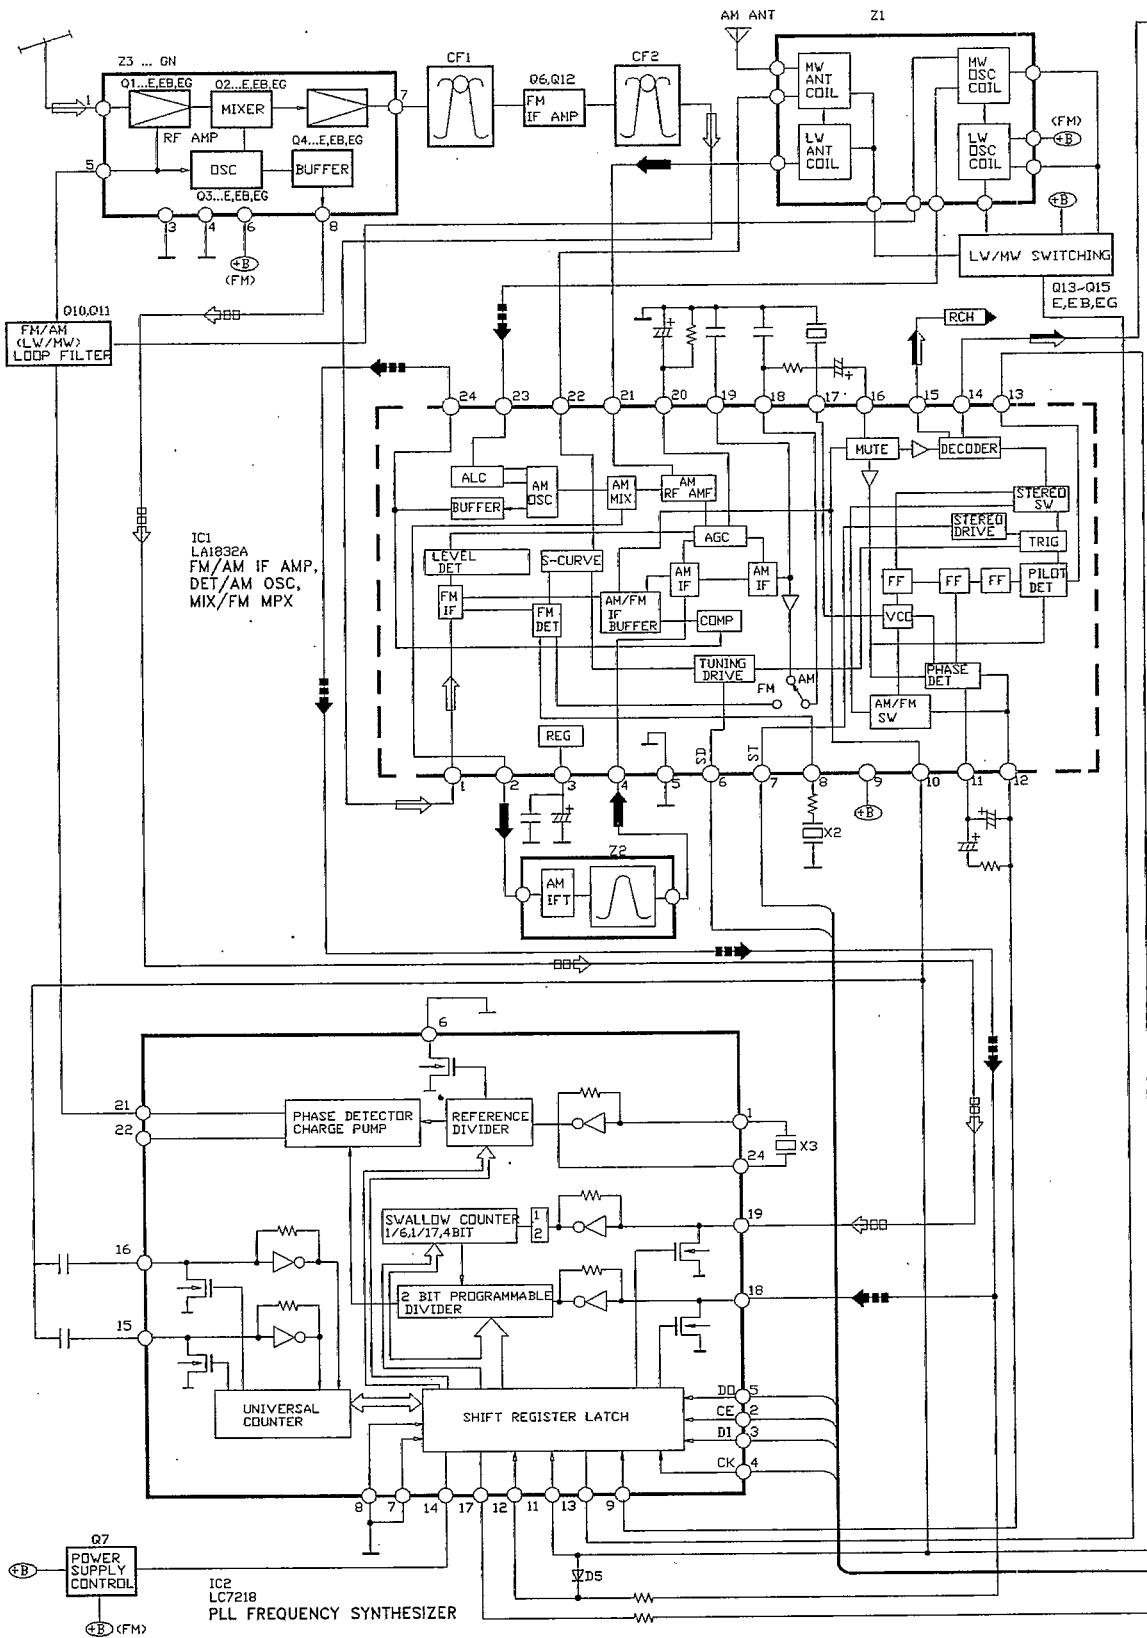 AM ANT
Z1
Z3 ... GN
CF1
CF2
Q1...E,EB,EG
Q2...E,EB,EG
MIXER
RF AMP
Q4...E,EB,EG
OSC
BUFFER
Q3...E,EB,EG
1
5
7
3
4
6
8
+B
(FM)
Q6,Q12
FM
IF AMP
MW
ANT
COIL
LW
ANT
COIL
MW
OSC
COIL
LW
OSC
COIL
(FM)
+B
+B
LW/MW SWITCHING
Q13~Q15
E,EB,EG
Q10,Q11
FM/AM
(LW/MW)
LOOP FILTER
RCH
24
23
22
21
20
19
18
17
16
15
14
13
IC1
LA1832A
FM/AM IF AMP,
DET/AM OSC,
MIX/FM MPX
ALC
AM
OSC
BUFFER
AM
MIX
AM
RF AMF
MUTE
DECODER
STEREO
SW
STEREO
DRIVE
TRIG
LEVEL
DET
S-CURVE
AGC
FM
IF
FM
DET
AM/FM
IF
BUFFER
AM
IF
AM
IF
COMP
FF
FF
FF
PILOT
DET
VCO
TUNING
DRIVE
FM
AM
PHASE
DET
AM/FM
SW
REG
SD
ST
1
2
3
4
5
6
7
8
9
10
11
12
+B
X2
Z2
AM
IFT
6
21
22
PHASE DETECTOR
CHARGE PUMP
REFERENCE
DIVIDER
1
24
X3
SWALLOW COUNTER
1/6,1/17,4BIT
1
2
19
16
2 BIT PROGRAMMABLE
DIVIDER
18
15
UNIVERSAL
COUNTER
SHIFT REGISTER LATCH
DO 5
CE 2
DI 3
CK 4
8
7
14
17
12
11
13
9
Q7
+B
POWER
SUPPLY
CONTROL
+B (FM)
D5
IC2
LC7218
PLL FREQUENCY SYNTHESIZER